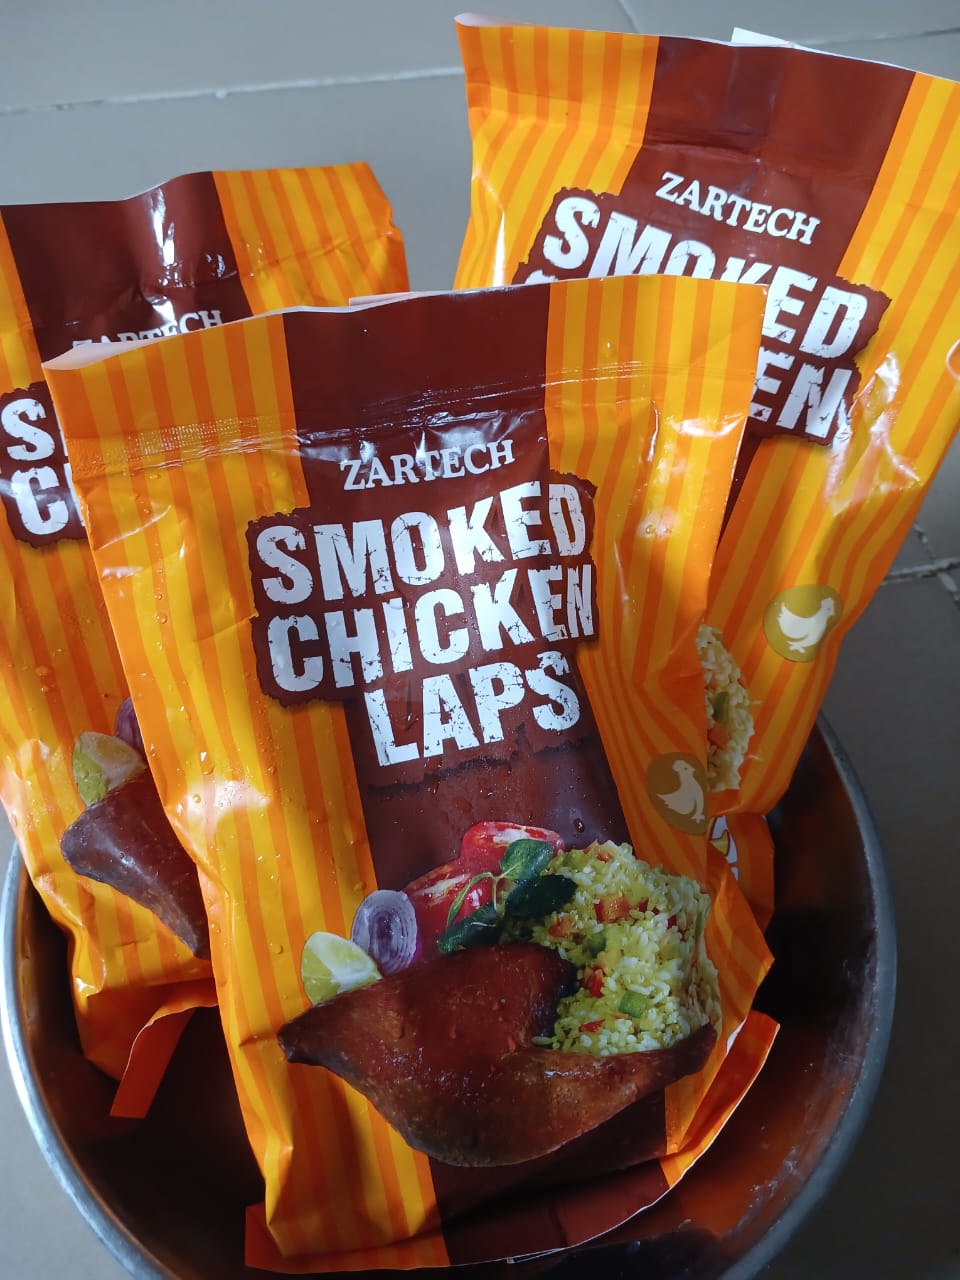 ZARTECH
SMOKED
CHICKEN
LAPS
ZARTECH
SMOKED
ZARTECH